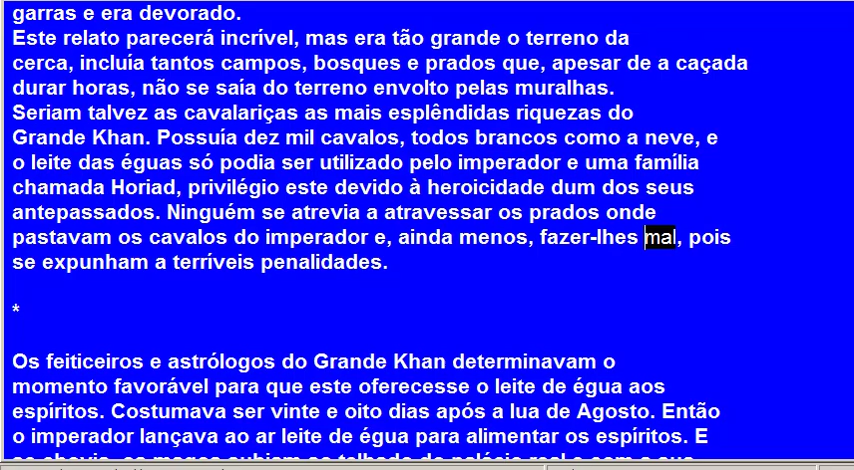 garras e era devorado.
Este relato parecerá incrível, mas era tão grande o terreno da
cerca, incluía tantos campos, bosques e prados que, apesar de a caçada
durar horas, não se saía do terreno envolto pelas muralhas.
Seriam talvez as cavalariças as mais esplêndidas riquezas do
Grande Khan. Possuía dez mil cavalos, todos brancos como a neve, e
o leite das éguas só podia ser utilizado pelo imperador e uma família
chamada Horiad, privilégio este devido à heroicidade dum dos seus
antepassados. Ninguém se atrevia a atravessar os prados onde
pastavam os cavalos do imperador e, ainda menos, fazer-lhes mal, pois
se expunham a terríveis penalidades.
*
Os feiticeiros e astrólogos do Grande Khan determinavam o
momento favorável para que este oferecesse o leite de égua aos
espíritos. Costumava ser vinte e oito dias após a lua de Agosto. Então
o imperador lançava ao ar leite de égua para alimentar os espíritos. E